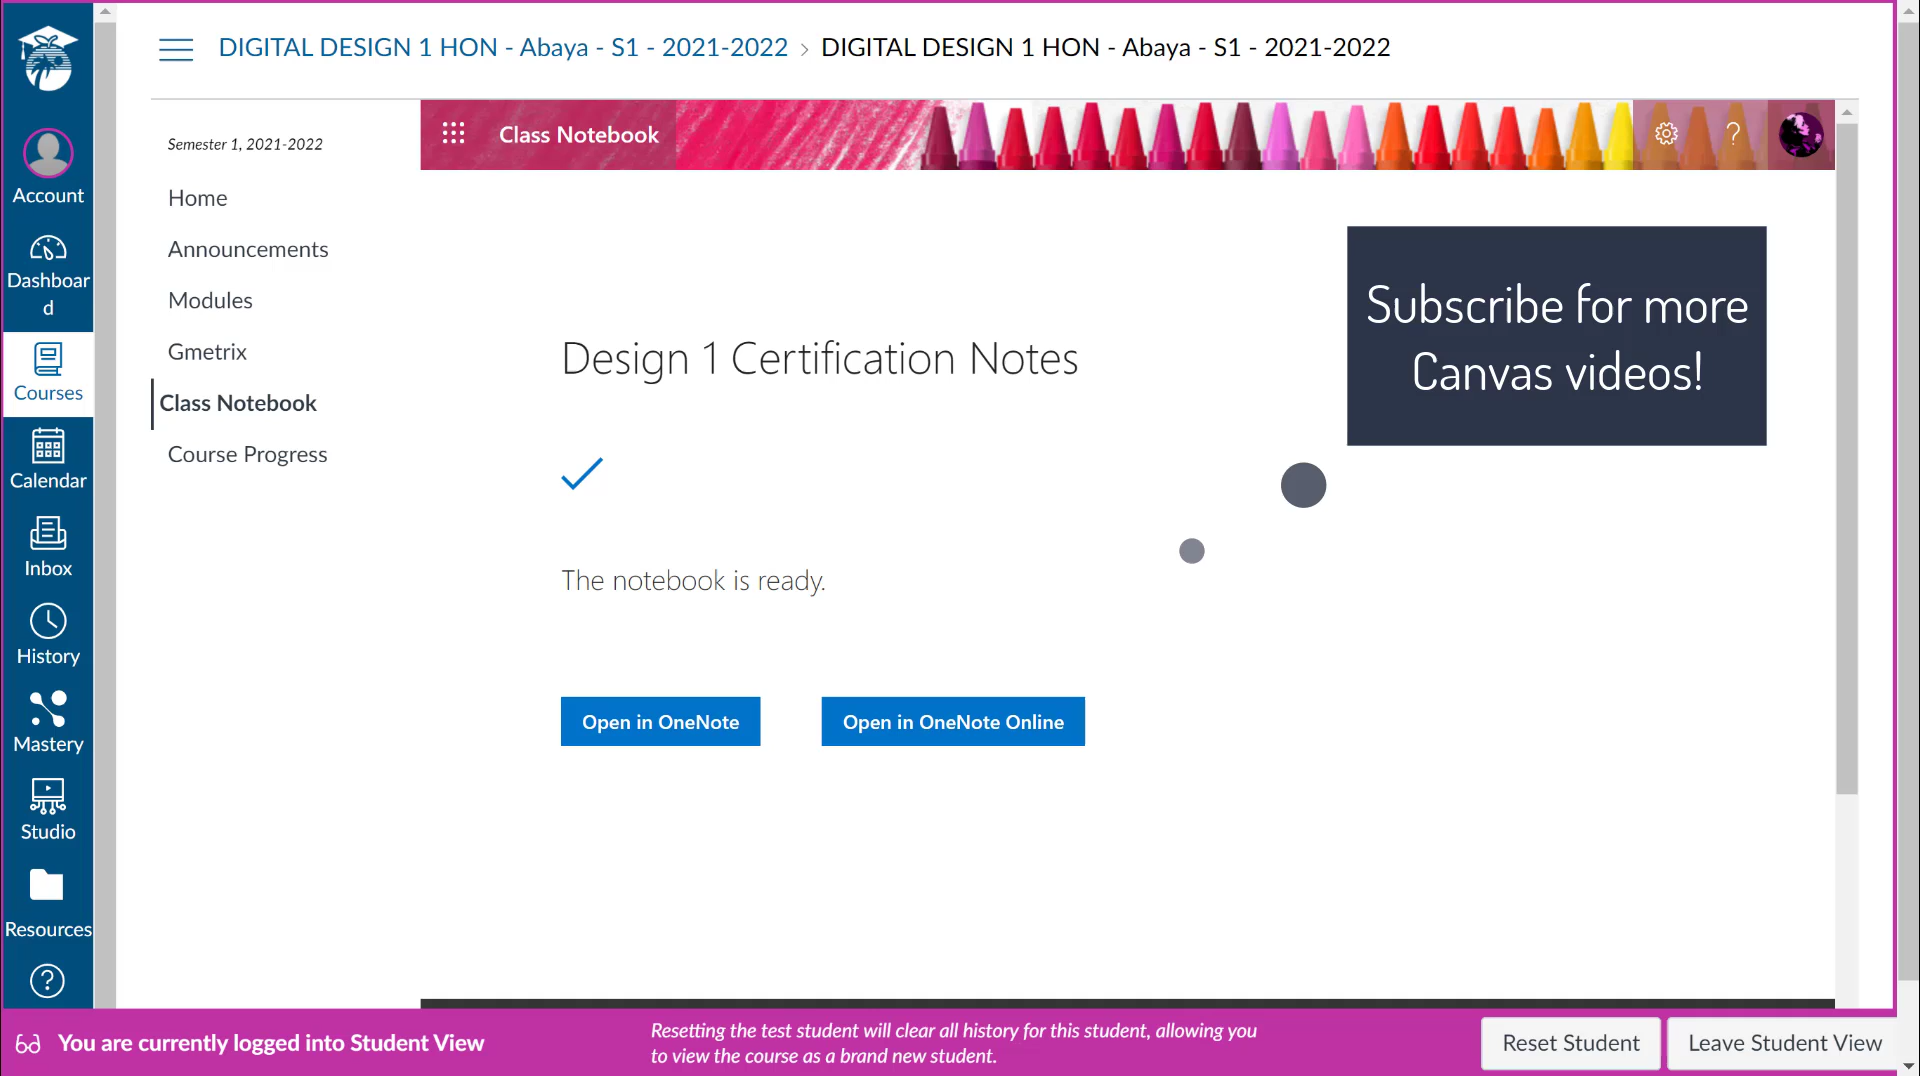 DIGITAL DESIGN 1 HON - Abaya - S1 - 2021-2022 > DIGITAL DESIGN 1 HON - Abaya - S1 - 2021-2022
Account
Dashboar
d
Courses
Calendar
Inbox
History
Mastery
Studio
Resources
Semester 1, 2021-2022
Home
Announcements
Modules
Gmetrix
Class Notebook
Course Progress
Class Notebook
?
Subscribe for more
Canvas videos!
Design 1 Certification Notes
The notebook is ready.
Open in OneNote
Open in OneNote Online
You are currently logged into Student View
Resetting the test student will clear all history for this student, allowing you
to view the course as a brand new student.
Reset Student
Leave Student View